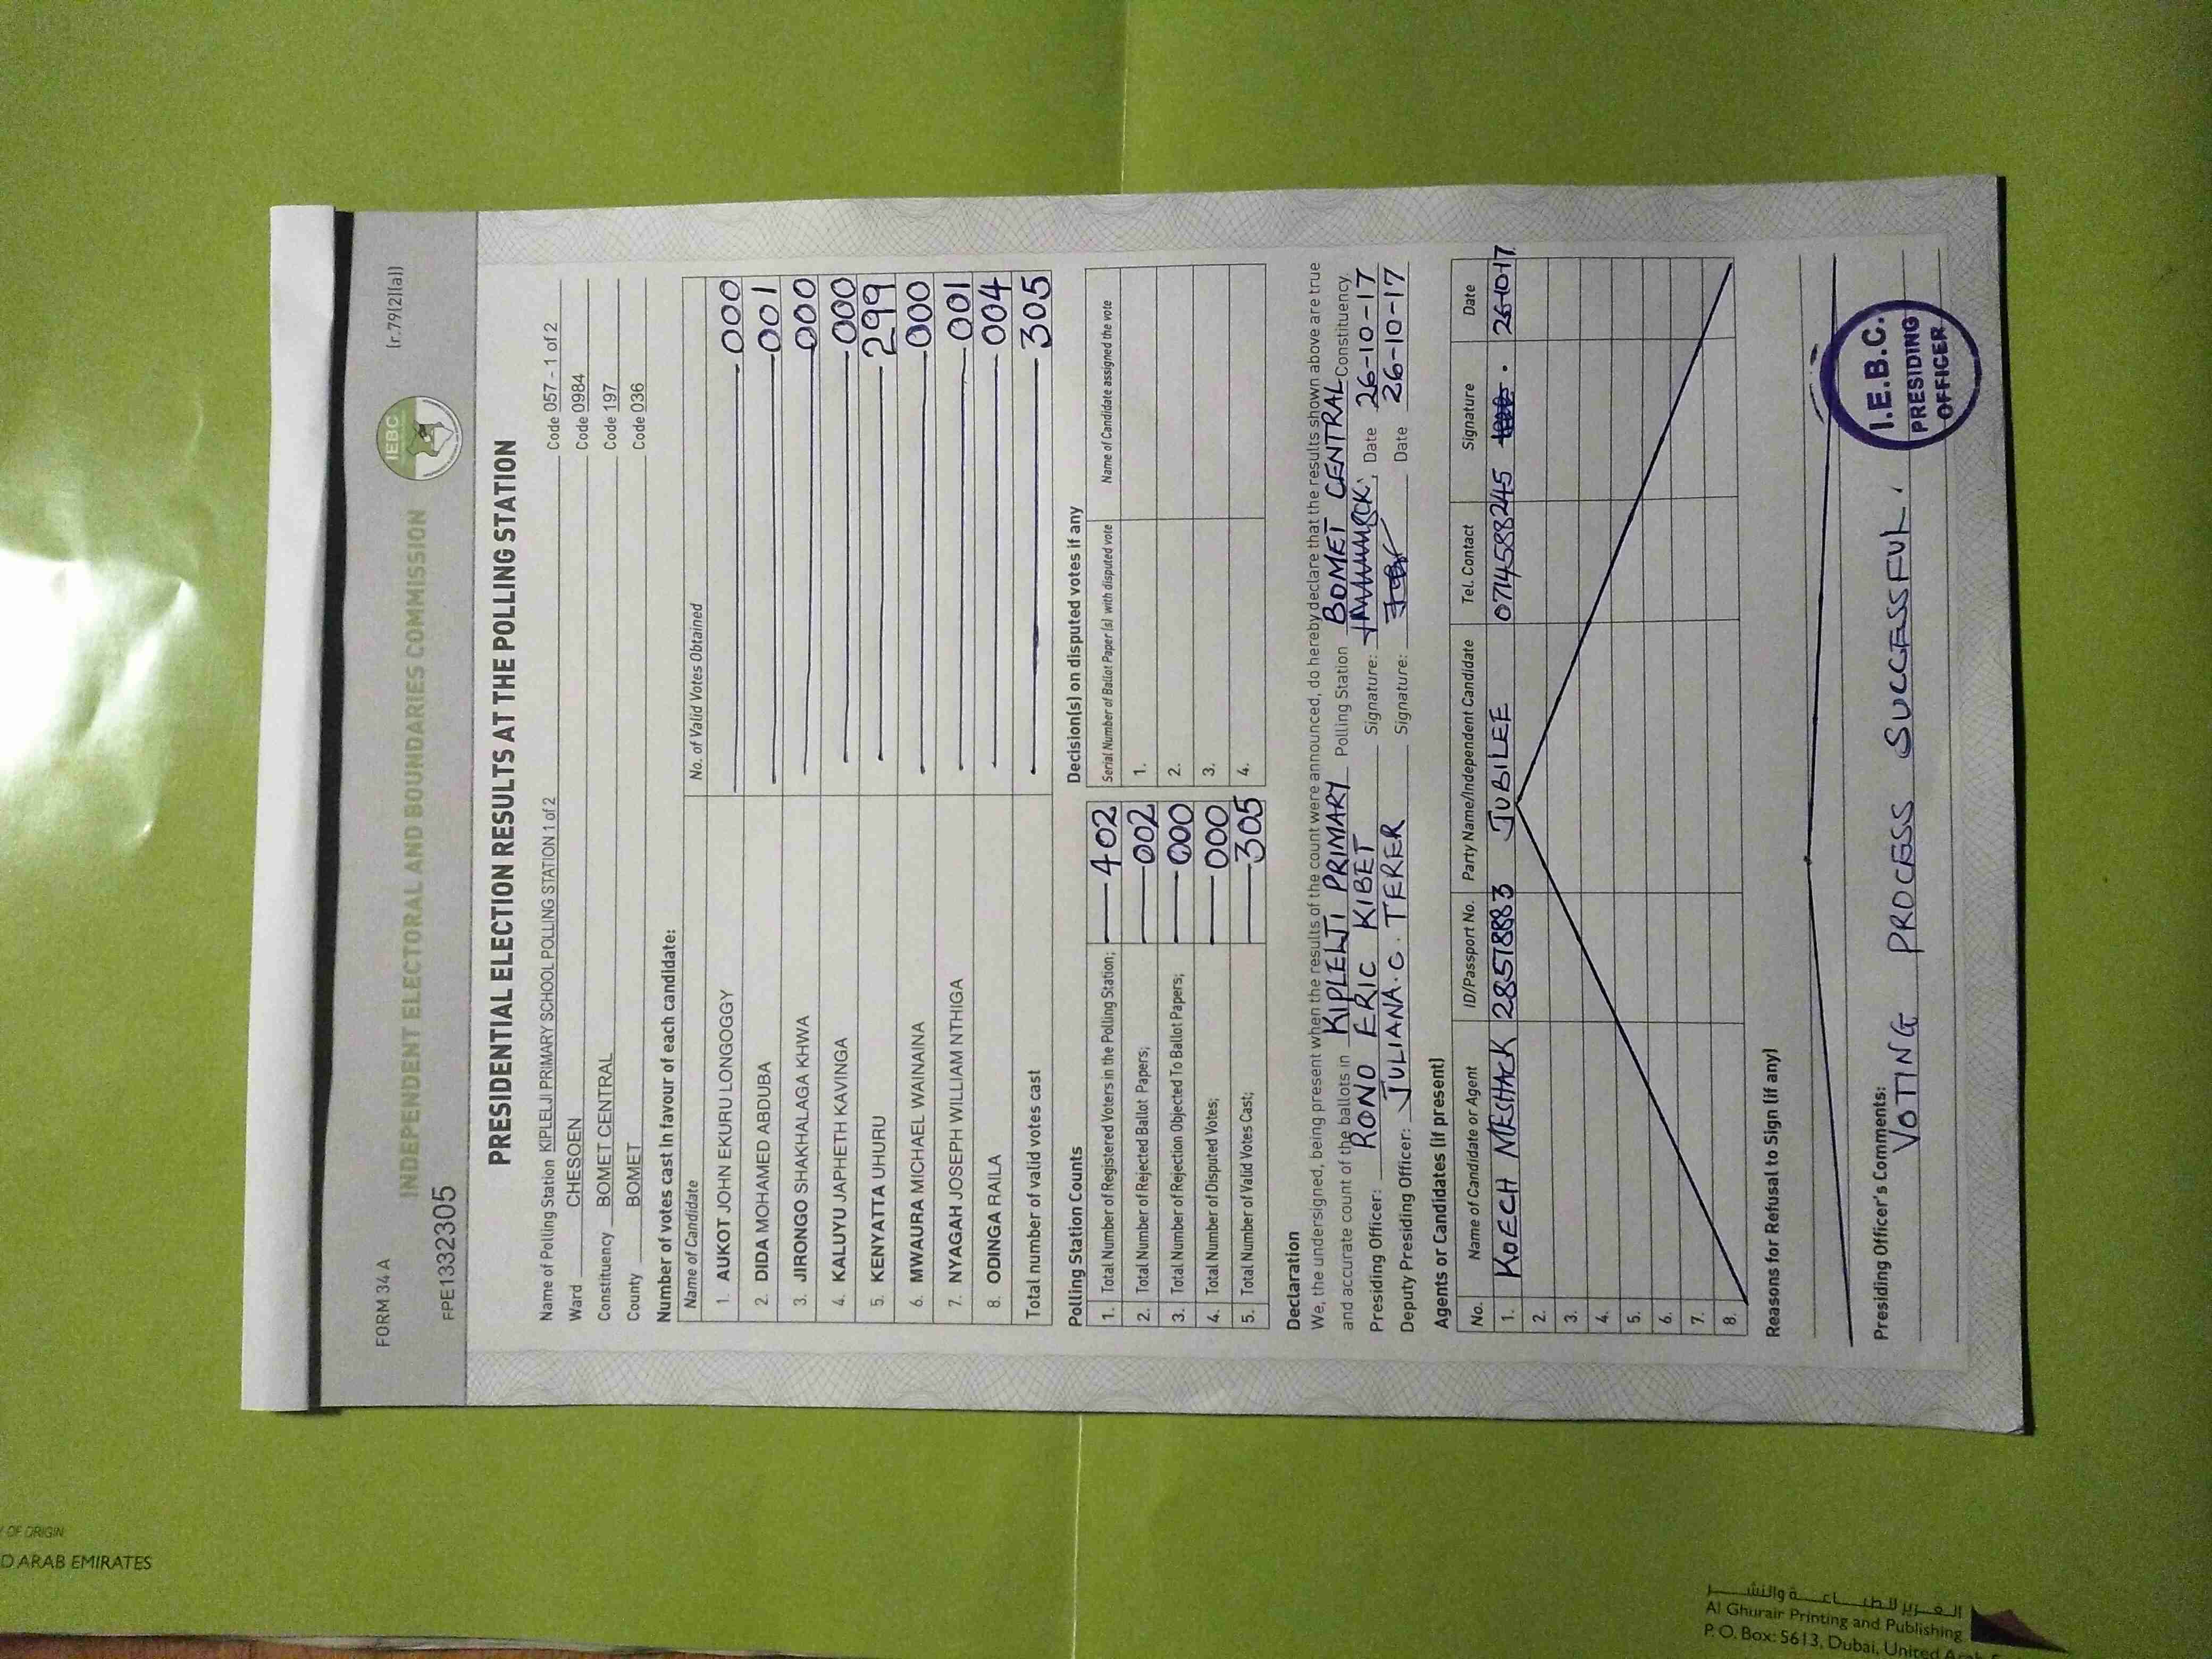 FORM 34 A
(r.79(2)(a))
IEBC
INDEPENDENT ELECTORAL AND BOUNDARIES COMMISSION
FPE1332305
PRESIDENTIAL ELECTION RESULTS AT THE POLLING STATION
Name of Polling Station KIPLELJI PRIMARY SCHOOL POLLING STATION 1 of 2 Code 057 - 1 of 2
Ward CHESOEN Code 0984
Constituency BOMET CENTRAL Code 197
County BOMET Code 036
Number of votes cast in favour of each candidate:
Name of Candidate No. of Valid Votes Obtained
1. AUKOT JOHN EKURU LONGOGGY 000
2. DIDA MOHAMED ABDUBA 001
3. JIRONGO SHAKHALAGA KHWA 000
4. KALUYU JAPHETH KAVINGA 000
5. KENYATTA UHURU 299
6. MWAURA MICHAEL WAINAINA 000
7. NYAGAH JOSEPH WILLIAM NTHIGA 001
8. ODINGA RAILA 004
Total number of valid votes cast 305
Polling Station Counts
1. Total Number of Registered Voters in the Polling Station; 402
2. Total Number of Rejected Ballot Papers; 002
3. Total Number of Rejection Objected To Ballot Papers; 000
4. Total Number of Disputed Votes; 000
5. Total Number of Valid Votes Cast; 305
Decision(s) on disputed votes if any
Serial Number of Ballot Paper (s) with disputed vote Name of Candidate assigned the vote
1.
2.
3.
4.
Declaration
We, the undersigned, being present when the results of the count were announced, do hereby declare that the results shown above are true
and accurate count of the ballots in KIPLELJI PRIMARY Polling Station BOMET CENTRAL Constituency.
Presiding Officer: RONO ERIC KIBET Signature: Date 26-10-17
Deputy Presiding Officer: JULIANA.C. TERER Signature: Date 26-10-17
Agents or Candidates (if present)
No. Name of Candidate or Agent ID/Passport No. Party Name/Independent Candidate Tel. Contact Signature Date
1. KOECH MESHACK 28578883 JUBILEE 0714588245 26-10-17
2.
3.
4.
5.
6.
7.
8.
Reasons for Refusal to Sign (if any)
Presiding Officer's Comments:
VOTING PROCESS SUCCESSFUL.
I.E.B.C.
PRESIDING
OFFICER
OF ORIGIN
D ARAB EMIRATES
الغرير للطباعة والنشر
Al Ghurair Printing and Publishing
P. O. Box: 5613, Dubai, United Arab